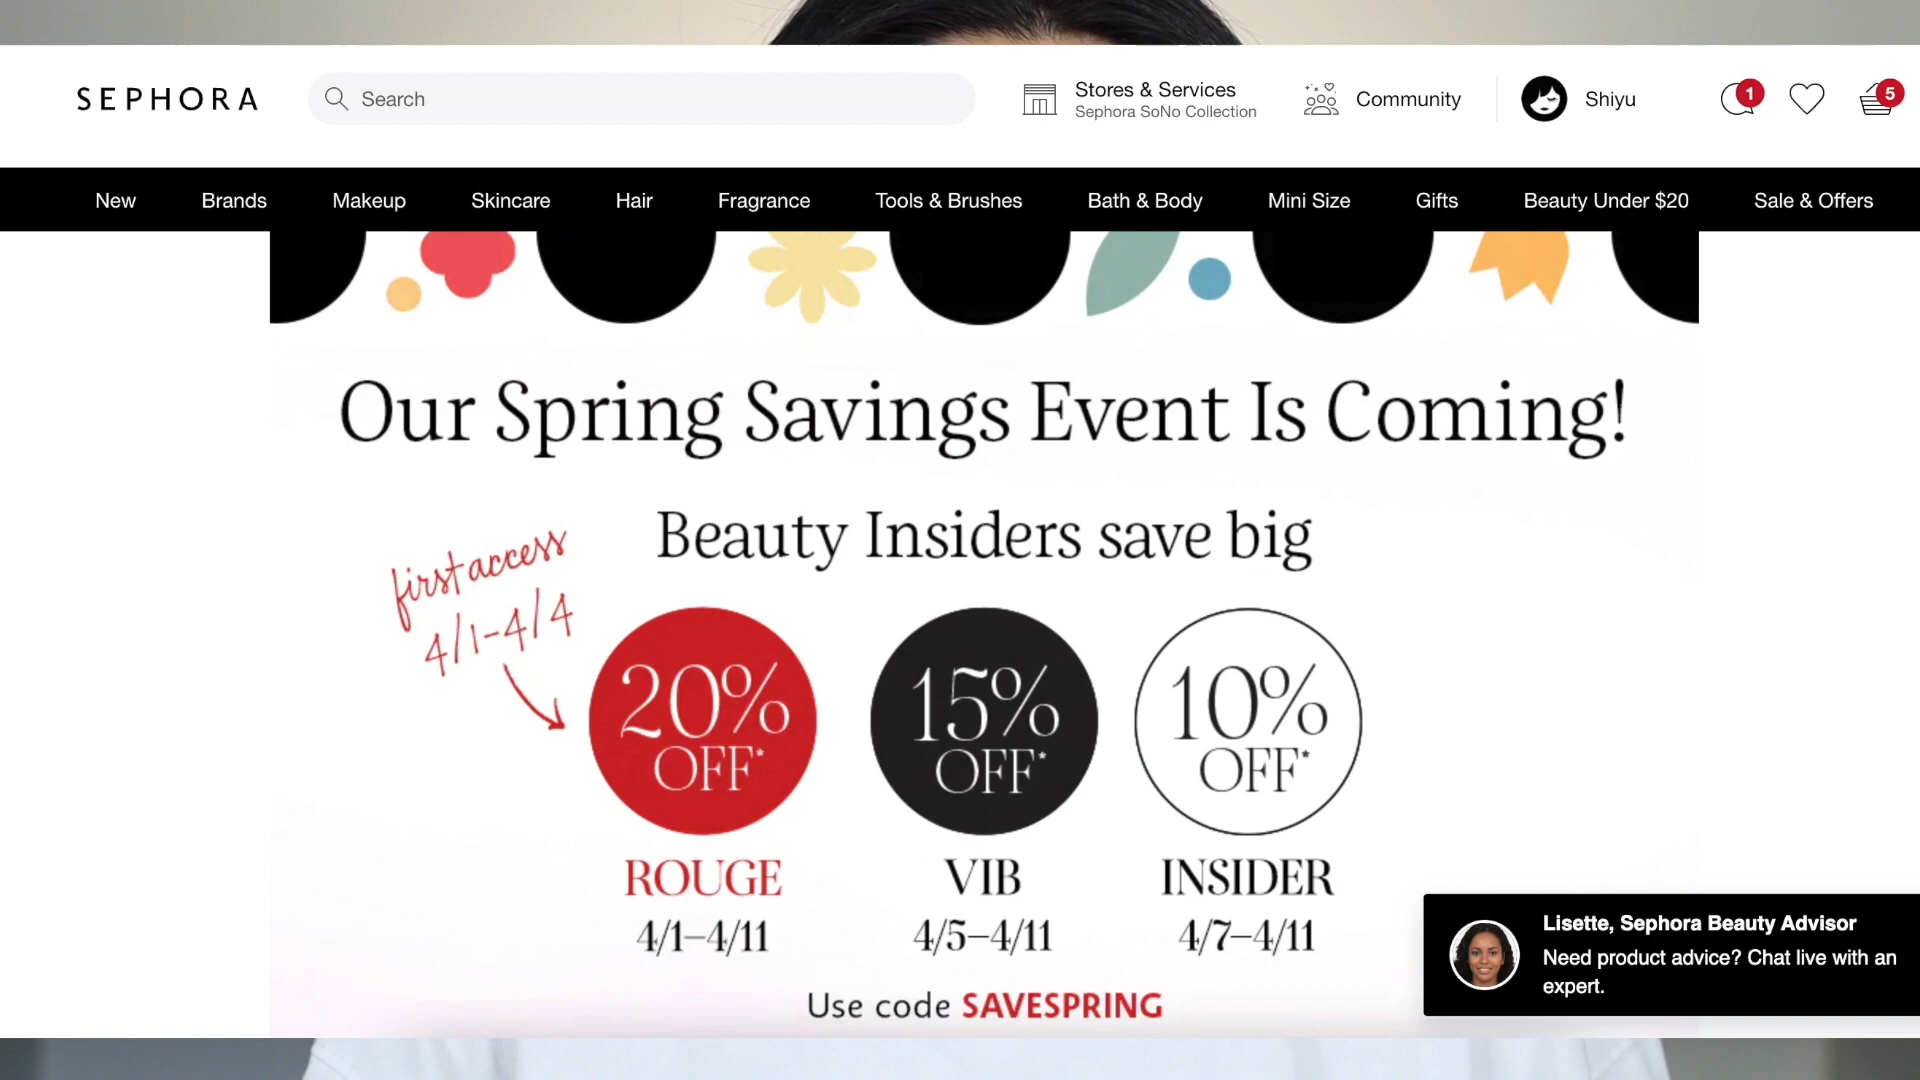 SEPHORA
Search
Stores & Services
Sephora SoNo Collection
Community
Shiyu
1
5
New
Brands
Makeup
Skincare
Hair
Fragrance
Tools & Brushes
Bath & Body
Mini Size
Gifts
Beauty Under $20
Sale & Offers
Our Spring Savings Event Is Coming!
Beauty Insiders save big
first access
4/1-4/4
20%
OFF*
ROUGE
4/1–4/11
15%
OFF*
VIB
4/5–4/11
10%
OFF*
INSIDER
4/7–4/11
Use code SAVESPRING
Lisette, Sephora Beauty Advisor
Need product advice? Chat live with an
expert.